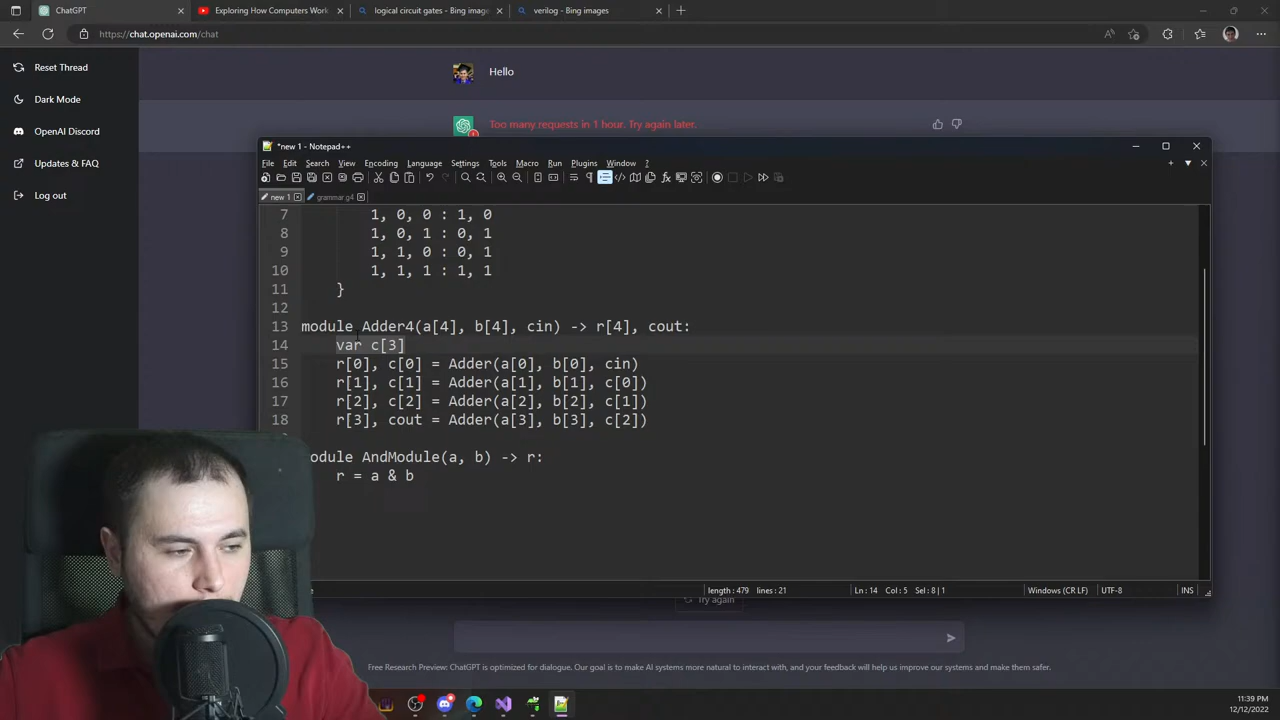 ChatGPT
Exploring How Computers Work
logical circuit gates - Bing image
verilog - Bing images
https://chat.openai.com/chat
Reset Thread
Dark Mode
OpenAI Discord
Updates & FAQ
Log out
Hello
Too many requests in 1 hour. Try again later.
*new 1 - Notepad++
File Edit Search View Encoding Language Settings Tools Macro Run Plugins Window ?
new 1
grammar.g4
7 1, 0, 0 : 1, 0
8 1, 0, 1 : 0, 1
9 1, 1, 0 : 0, 1
10 1, 1, 1 : 1, 1
11 }
12
13 module Adder4(a[4], b[4], cin) -> r[4], cout:
14 var c[3]
15 r[0], c[0] = Adder(a[0], b[0], cin)
16 r[1], c[1] = Adder(a[1], b[1], c[0])
17 r[2], c[2] = Adder(a[2], b[2], c[1])
18 r[3], cout = Adder(a[3], b[3], c[2])
odule AndModule(a, b) -> r:
r = a & b
length : 479 lines : 21
Ln : 14 Col : 5 Sel : 8 | 1
Windows (CR LF)
UTF-8
INS
Try again
Free Research Preview: ChatGPT is optimized for dialogue. Our goal is to make AI systems more natural to interact with, and your feedback will help us improve our systems and make them safer.
11:39 PM
12/12/2022